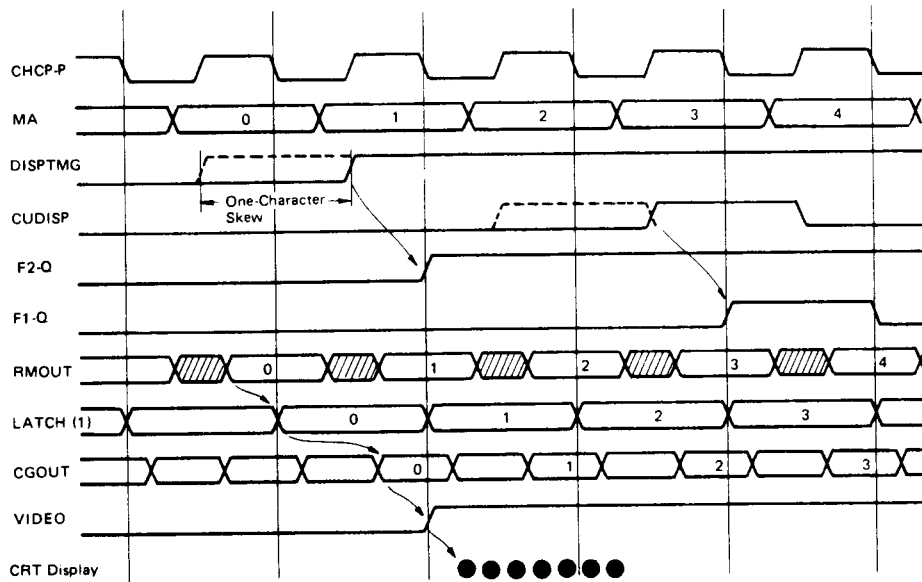 CHCP-P
MA 0 1 2 3 4
DISPTMG
One-Character
Skew
CUDISP
F2-Q
F1-Q
RMOUT 0 1 2 3 4
LATCH (1) 0 1 2 3
CGOUT 0 1 2 3
VIDEO
CRT Display